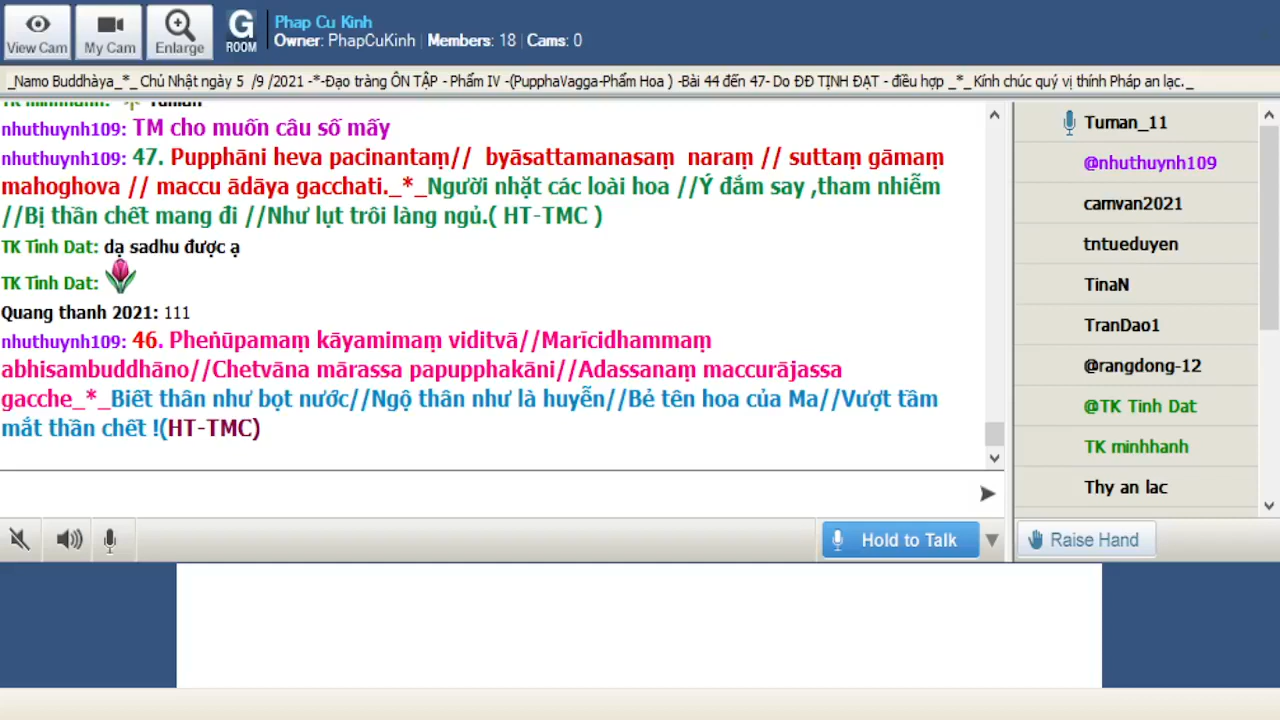 View Cam
My Cam
Enlarge
G
ROOM
Phap Cu Kinh
Owner: PhapCuKinh | Members: 18 | Cams: 0
_Namo Buddhàya_*_ Chủ Nhật ngày 5 /9 /2021 -*-Đạo tràng ÔN TẬP - Phẩm IV -(PupphaVagga-Phẩm Hoa ) -Bài 44 đến 47- Do ĐĐ TỊNH ĐẠT - điều hợp _*_Kính chúc quý vị thính Pháp an lạc._
nhuthuynh109: TM cho muốn câu số mấy
nhuthuynh109: 47. Pupphāni heva pacinantaṃ// byāsattamanasaṃ naraṃ // suttaṃ gāmaṃ
mahoghova // maccu ādāya gacchati._*_Người nhặt các loài hoa //Ý đắm say ,tham nhiễm
//Bị thần chết mang đi //Như lụt trôi làng ngủ.( HT-TMC )
TK Tinh Dat: dạ sadhu được ạ
TK Tinh Dat:
Quang thanh 2021: 111
nhuthuynh109: 46. Pheṅūpamaṃ kāyamimaṃ viditvā//Marīcidhammaṃ
abhisambuddhāno//Chetvāna mārassa papupphakāni//Adassanaṃ maccurājassa
gacche_*_Biết thân như bọt nước//Ngộ thân như là huyễn//Bẻ tên hoa của Ma//Vượt tầm
mắt thần chết !(HT-TMC)
Tuman_11
@nhuthuynh109
camvan2021
tntueduyen
TinaN
TranDao1
@rangdong-12
@TK Tinh Dat
TK minhhanh
Thy an lac
Hold to Talk
Raise Hand